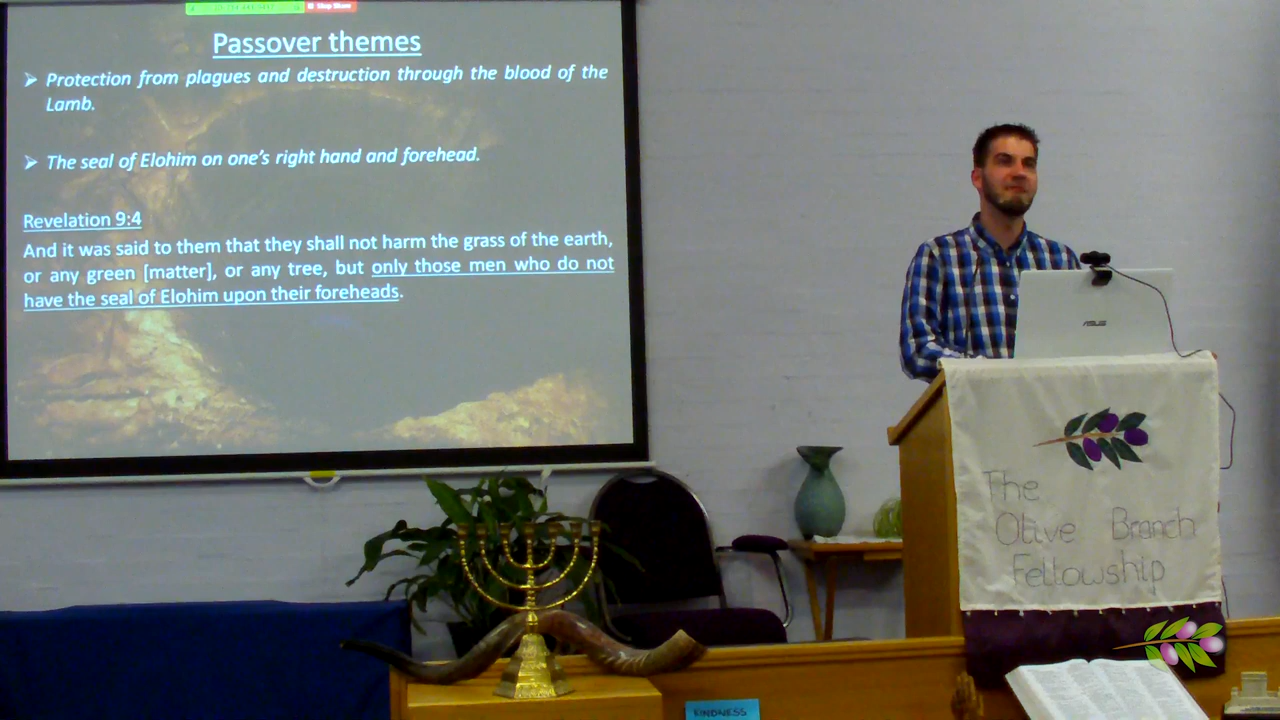 Stop Share
Passover themes
➢ Protection from plagues and destruction through the blood of the
Lamb.
➢ The seal of Elohim on one's right hand and forehead.
Revelation 9:4
And it was said to them that they shall not harm the grass of the earth,
or any green [matter], or any tree, but only those men who do not
have the seal of Elohim upon their foreheads.
ASUS
The
Olive Branch
Fellowship
KINDNESS